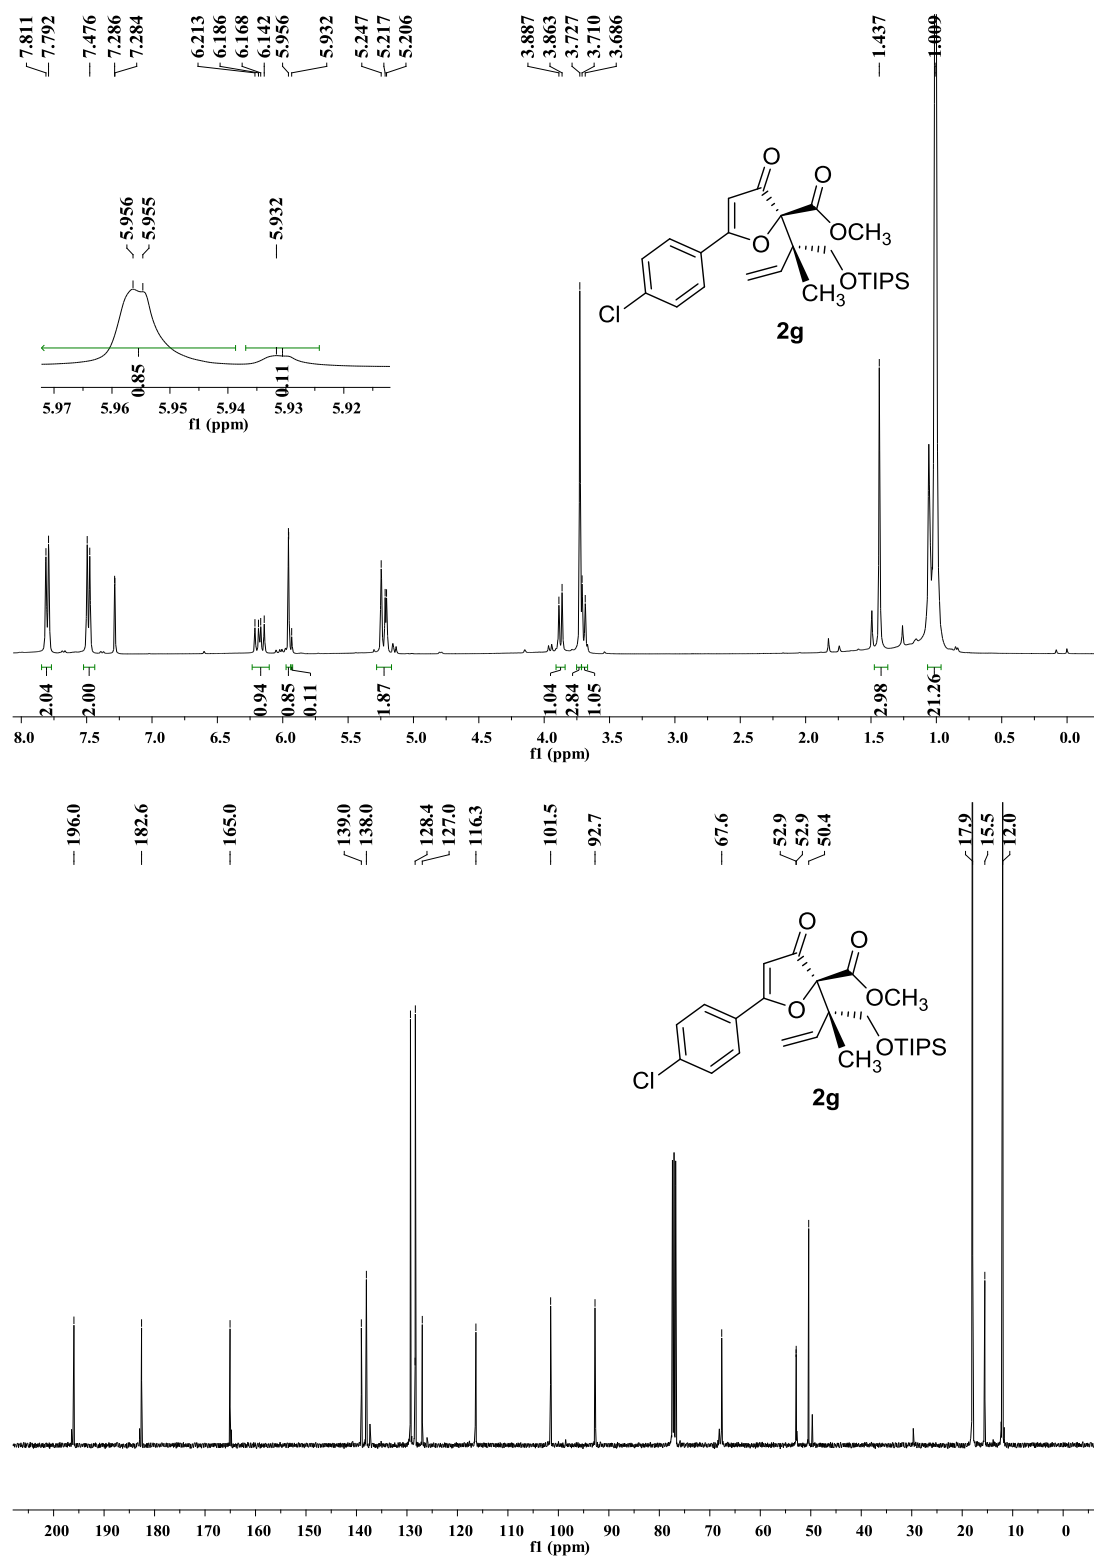 7.811
7.792
7.476
7.286
7.284
6.213
6.186
6.168
6.142
5.956
5.932
5.247
5.217
5.206
3.887
3.863
3.727
3.710
3.686
1.437
1.009
5.956
5.955
5.932
O
O
OCH3
O
OTIPS
CH3
Cl
2g
0.85
0.11
5.97 5.96 5.95 5.94 5.93 5.92
f1 (ppm)
2.04
2.00
0.94
0.85
0.11
1.87
1.04
2.84
1.05
2.98
21.26
8.0 7.5 7.0 6.5 6.0 5.5 5.0 4.5 4.0 3.5 3.0 2.5 2.0 1.5 1.0 0.5 0.0
f1 (ppm)
196.0
182.6
165.0
139.0
138.0
128.4
127.0
116.3
101.5
92.7
67.6
52.9
52.9
50.4
17.9
15.5
12.0
O
O
OCH3
O
OTIPS
CH3
Cl
2g
200 190 180 170 160 150 140 130 120 110 100 90 80 70 60 50 40 30 20 10 0
f1 (ppm)